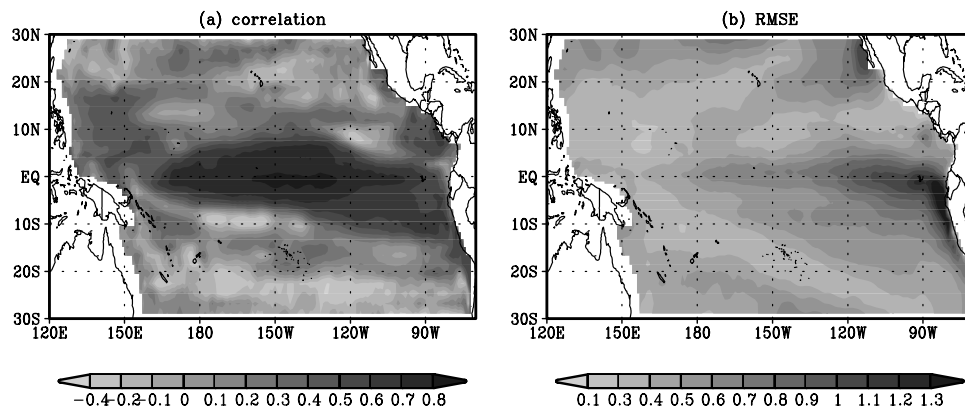 (a) correlation
(b) RMSE
30N
20N
10N
EQ
10S
20S
30S
120E 150E 180 150W 120W 90W
30N
20N
10N
EQ
10S
20S
30S
120E 150E 180 150W 120W 90W
−0.4 −0.2 −0.1 0 0.1 0.2 0.3 0.4 0.5 0.6 0.7 0.8
0.1 0.3 0.4 0.5 0.6 0.7 0.8 0.9 1 1.1 1.2 1.3